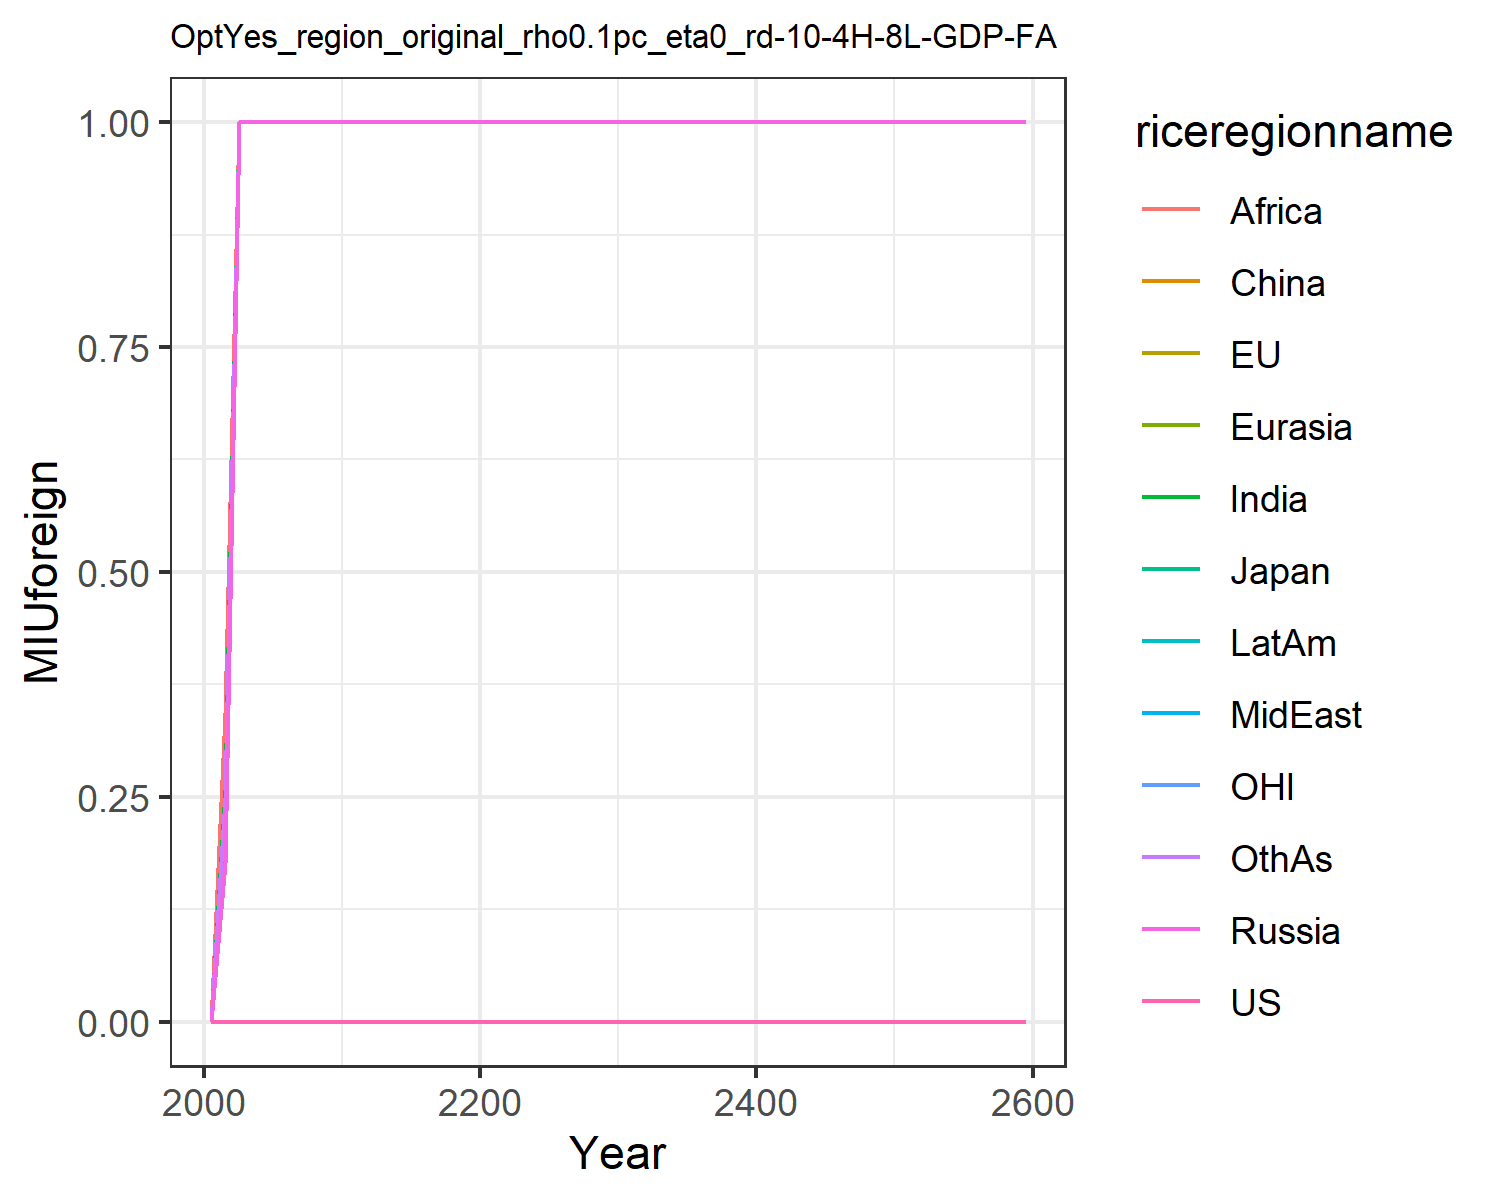 OptYes_region_original_rho0.1pc_eta0_rd-10-4H-8L-GDP-FA
1.00
0.75
0.50
0.25
0.00
MIUforeign
2000
2200
2400
2600
Year
riceregionname
Africa
China
EU
Eurasia
India
Japan
LatAm
MidEast
OHI
OthAs
Russia
US